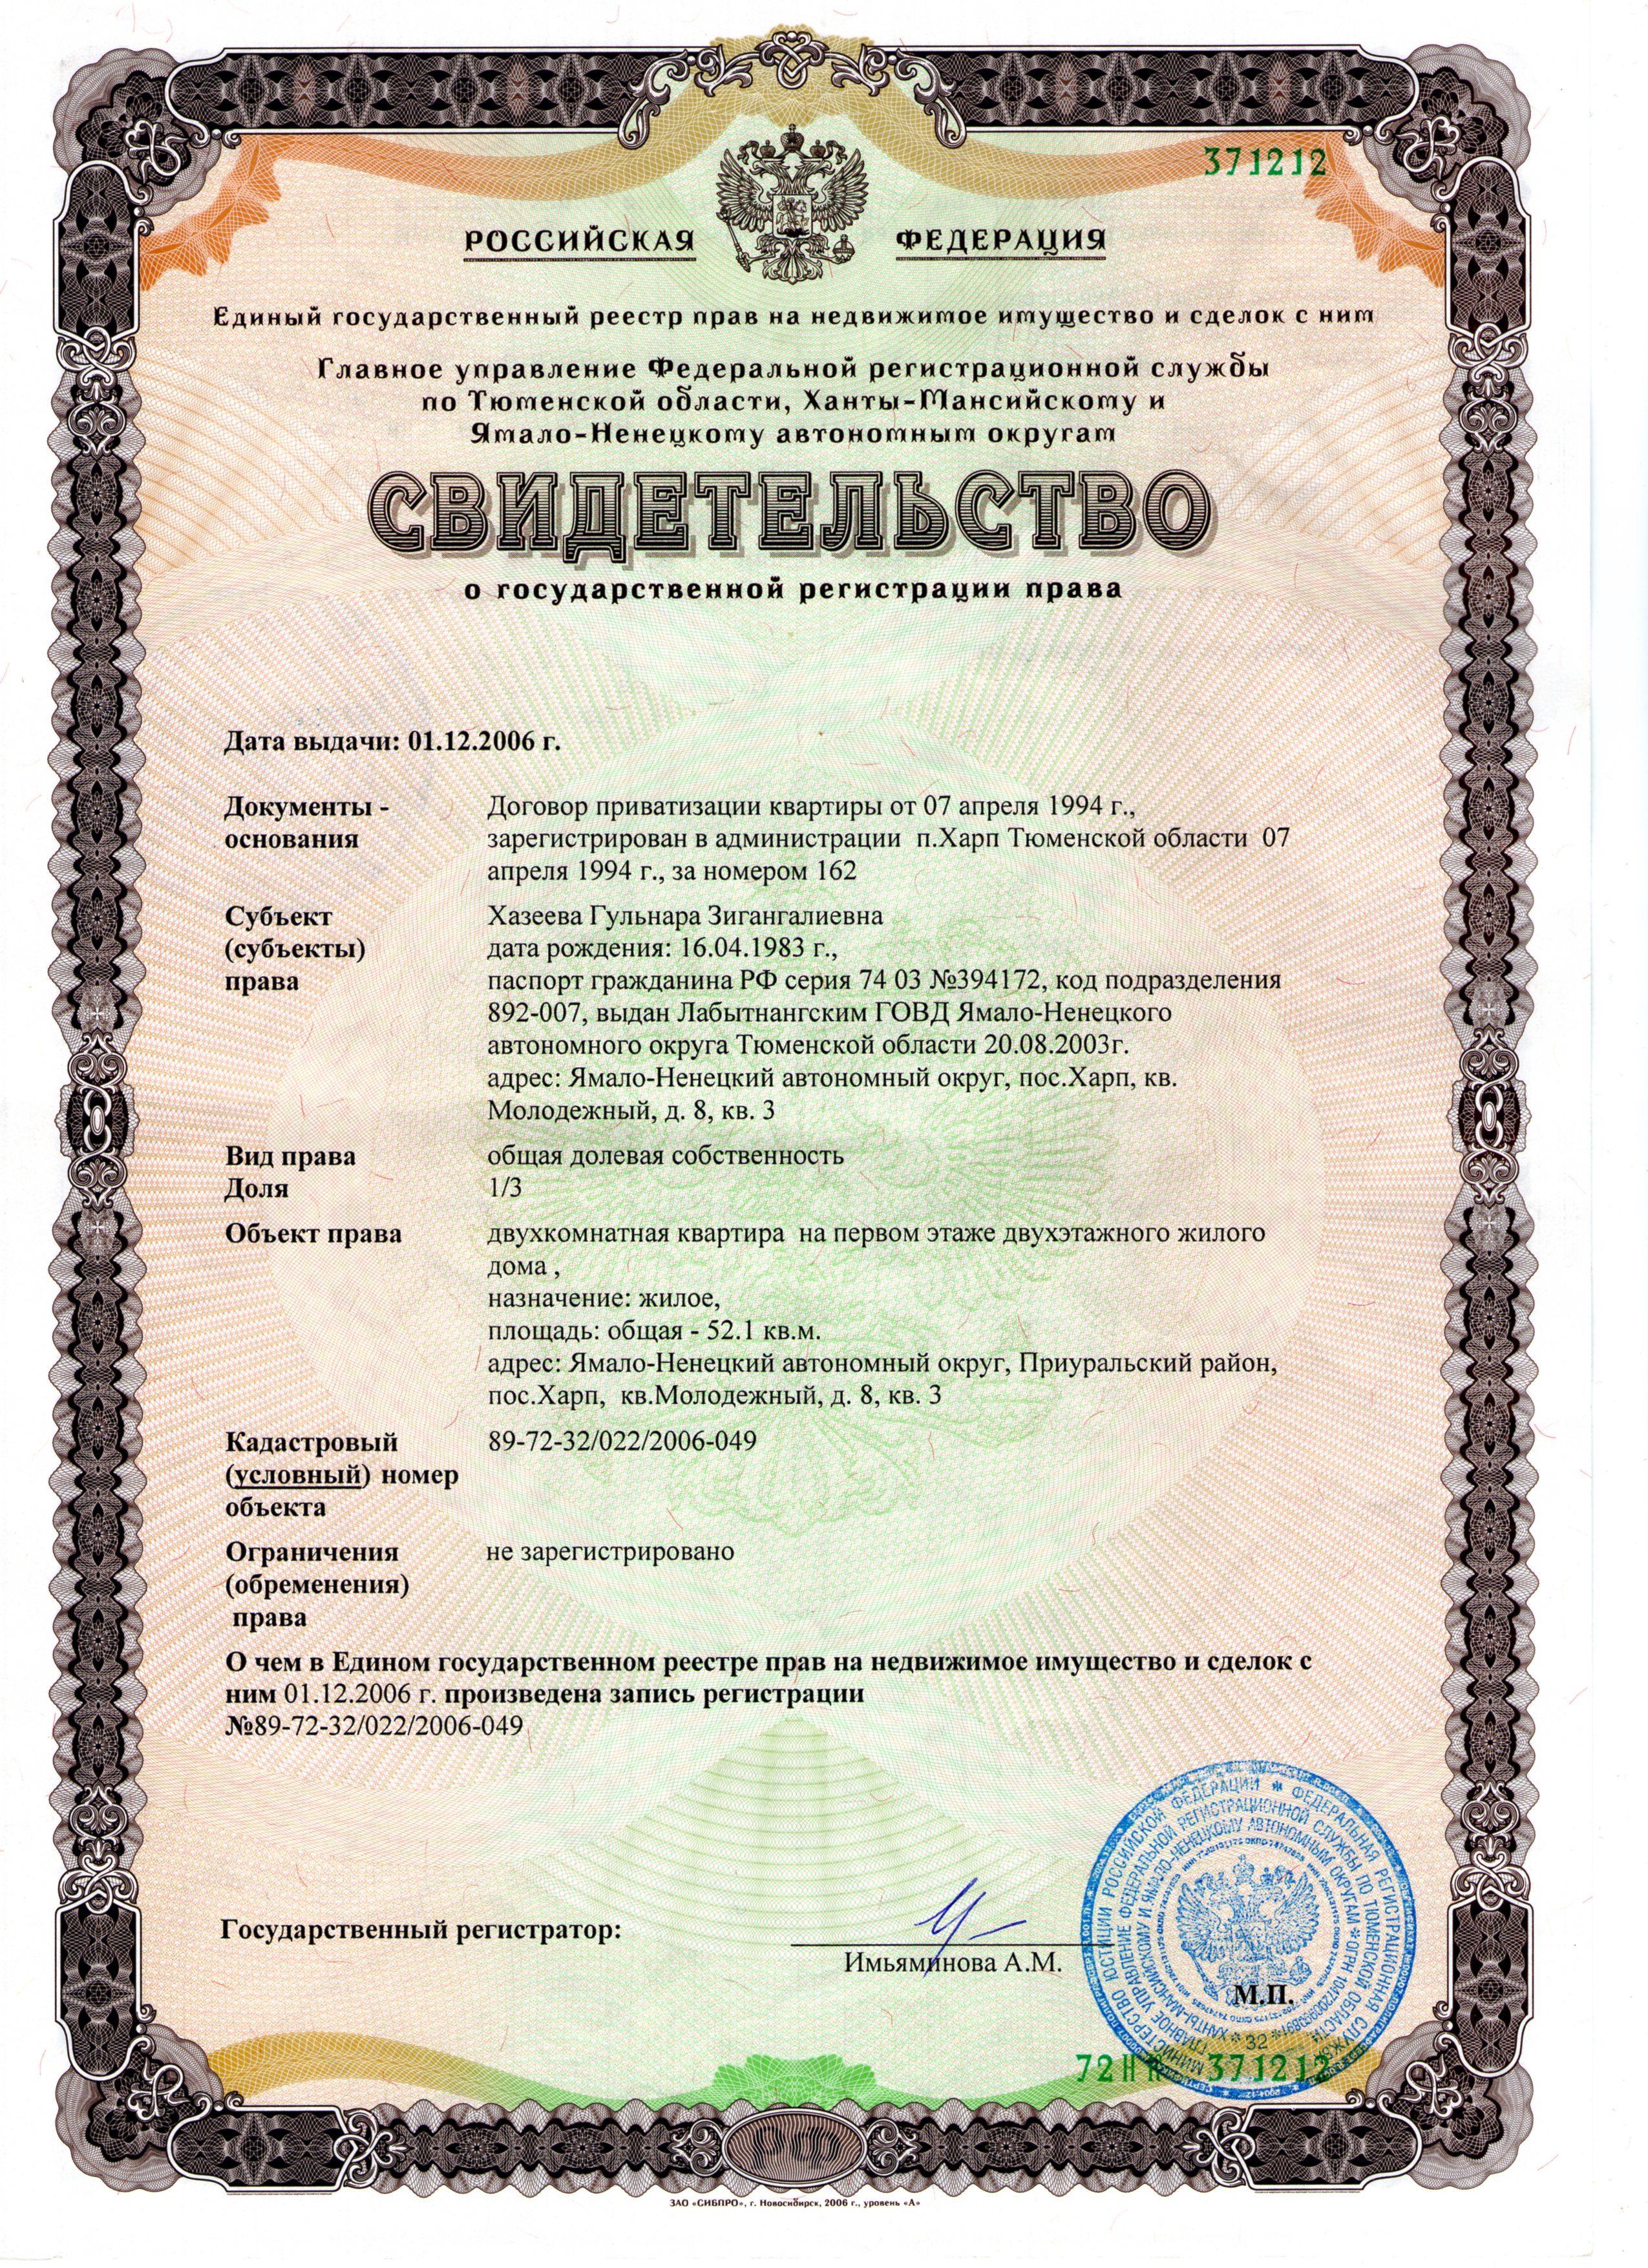 371212
РОССИЙСКАЯ ФЕДЕРАЦИЯ
Единый государственный реестр прав на недвижимое имущество и сделок с ним
Главное управление Федеральной регистрационной службы
по Тюменской области, Ханты-Мансийскому и
Ямало-Ненецкому автономным округам
СВИДЕТЕЛЬСТВО
о государственной регистрации права
Дата выдачи: 01.12.2006 г.
Документы - Договор приватизации квартиры от 07 апреля 1994 г.,
основания зарегистрирован в администрации п.Харп Тюменской области 07
апреля 1994 г., за номером 162
Субъект Хазеева Гульнара Зигангалиевна
(субъекты) дата рождения: 16.04.1983 г.,
права паспорт гражданина РФ серия 74 03 №394172, код подразделения
892-007, выдан Лабытнангским ГОВД Ямало-Ненецкого
автономного округа Тюменской области 20.08.2003г.
адрес: Ямало-Ненецкий автономный округ, пос.Харп, кв.
Молодежный, д. 8, кв. 3
Вид права общая долевая собственность
Доля 1/3
Объект права двухкомнатная квартира на первом этаже двухэтажного жилого
дома ,
назначение: жилое,
площадь: общая - 52.1 кв.м.
адрес: Ямало-Ненецкий автономный округ, Приуральский район,
пос.Харп, кв.Молодежный, д. 8, кв. 3
Кадастровый 89-72-32/022/2006-049
(условный) номер
объекта
Ограничения не зарегистрировано
(обременения)
права
О чем в Едином государственном реестре прав на недвижимое имущество и сделок с
ним 01.12.2006 г. произведена запись регистрации
№89-72-32/022/2006-049
Государственный регистратор:
Имьяминова А.М.
М.П.
МИНИСТЕРСТВО ЮСТИЦИИ РОССИЙСКОЙ ФЕДЕРАЦИИ * ФЕДЕРАЛЬНАЯ РЕГИСТРАЦИОННАЯ СЛУЖБА
ГЛАВНОЕ УПРАВЛЕНИЕ ФЕДЕРАЛЬНОЙ РЕГИСТРАЦИОННОЙ СЛУЖБЫ ПО ТЮМЕНСКОЙ ОБЛАСТИ
ХАНТЫ-МАНСИЙСКОМУ И ЯМАЛО-НЕНЕЦКОМУ АВТОНОМНЫМ ОКРУГАМ
* 32 *
371212
ЗАО «СИБПРО», г. Новосибирск, 2006 г., уровень «А»